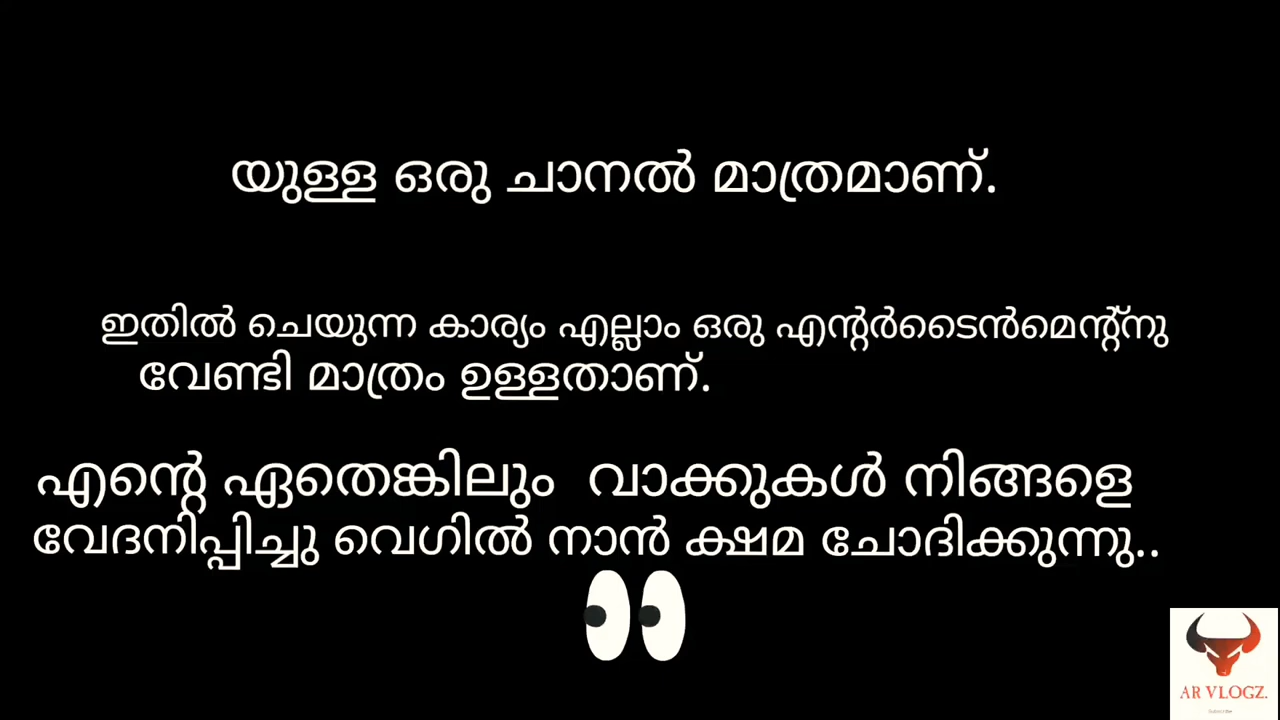 യുള്ള ഒരു ചാനൽ മാത്രമാണ്.
ഇതിൽ ചെയുന്ന കാര്യം എല്ലാം ഒരു എന്റർടൈൻമെന്റ്നു
വേണ്ടി മാത്രം ഉള്ളതാണ്.
എന്റെ ഏതെങ്കിലും വാക്കുകൾ നിങ്ങളെ
വേദനിപ്പിച്ചു വെഗിൽ നാൻ ക്ഷമ ചോദിക്കുന്നു..
AR VLOGZ.